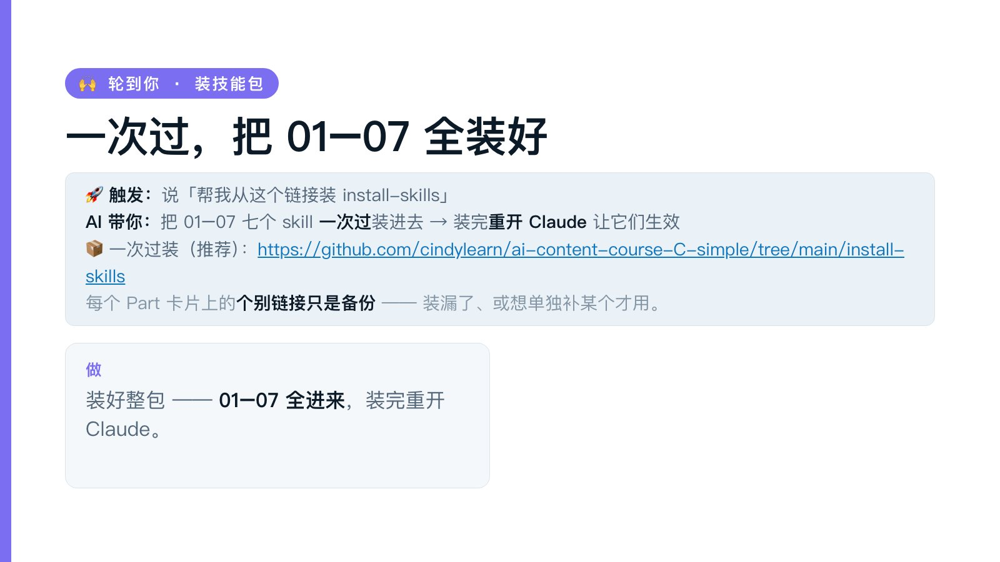 🙌 轮到你 · 装技能包
一次过，把 01—07 全装好
🚀 触发：说「帮我从这个链接装 install-skills」
AI 带你：把 01—07 七个 skill 一次过装进去 → 装完重开 Claude 让它们生效
📦 一次过装（推荐）：https://github.com/cindylearn/ai-content-course-C-simple/tree/main/install-
skills
每个 Part 卡片上的个别链接只是备份 —— 装漏了、或想单独补某个才用。
做
装好整包 —— 01—07 全进来，装完重开
Claude。